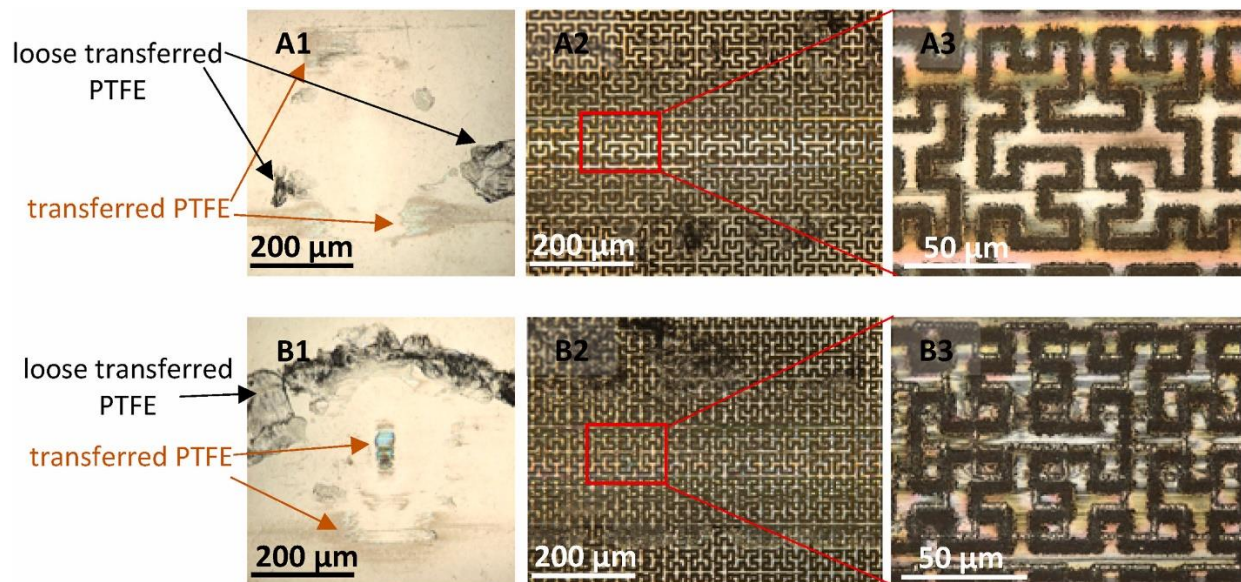 A1
A2
A3
loose transferred
PTFE
transferred PTFE
200 µm
200 µm
50 µm
B1
B2
B3
loose transferred
PTFE
transferred PTFE
200 µm
200 µm
50 µm